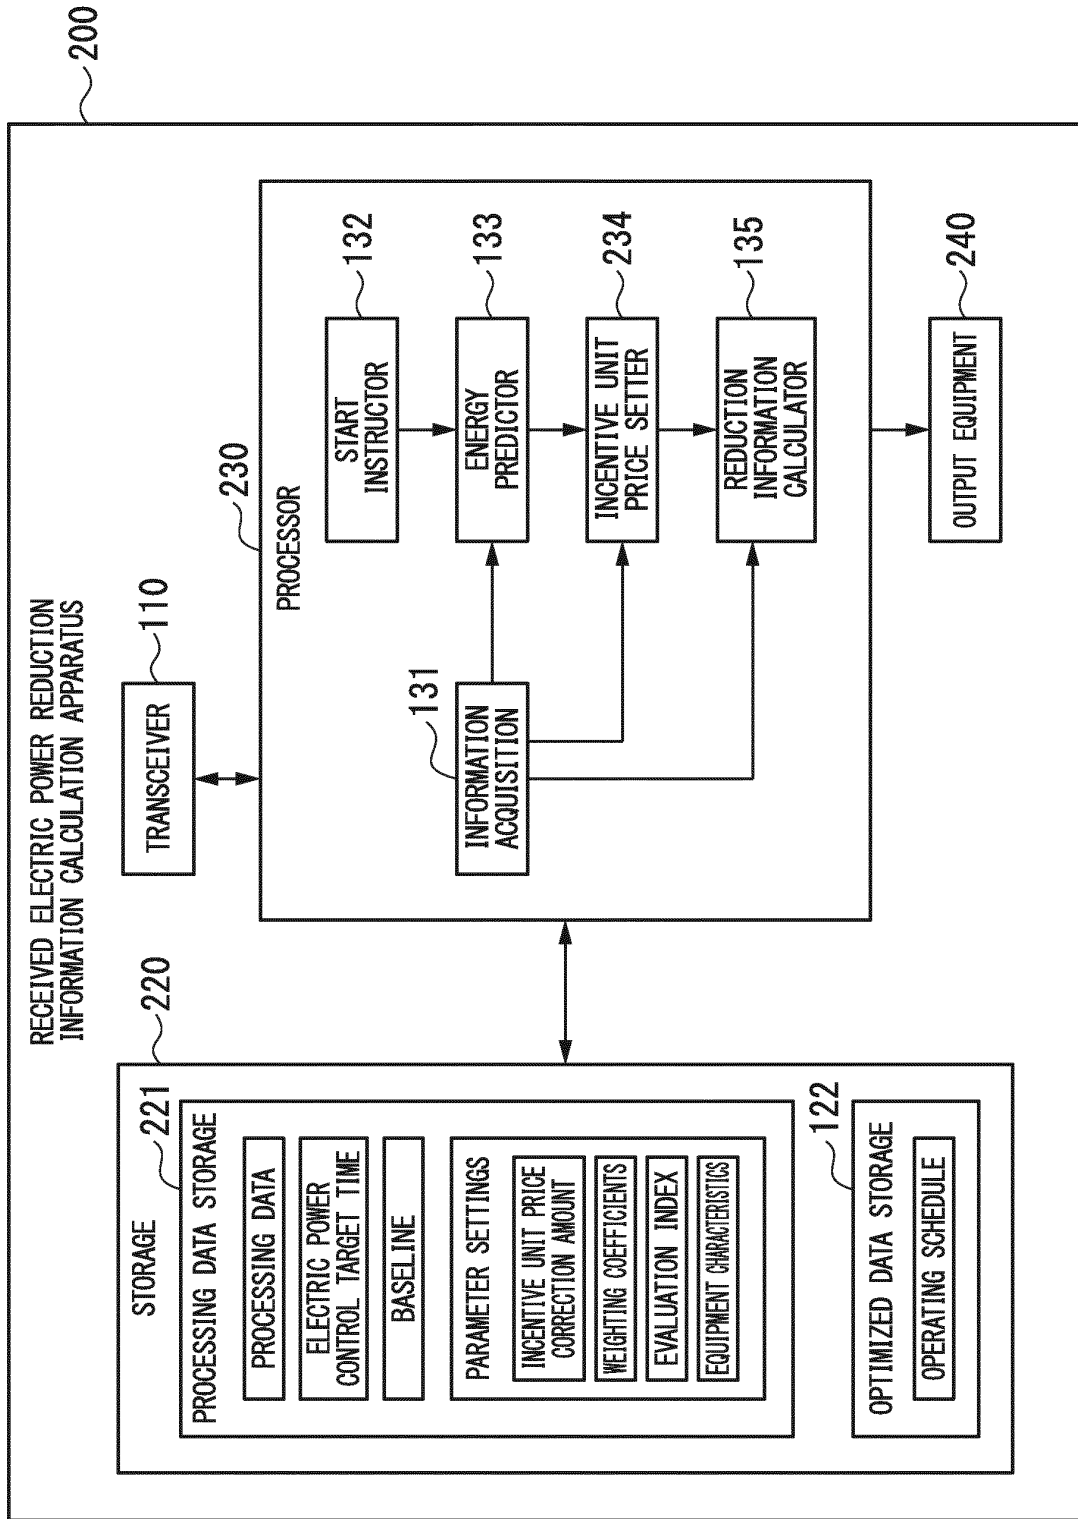 200
RECEIVED ELECTRIC POWER REDUCTION
INFORMATION CALCULATION APPARATUS
220
STORAGE
221
PROCESSING DATA STORAGE
PROCESSING DATA
ELECTRIC POWER
CONTROL TARGET TIME
BASELINE
PARAMETER SETTINGS
INCENTIVE UNIT PRICE
CORRECTION AMOUNT
WEIGHTING COEFFICIENTS
EVALUATION INDEX
EQUIPMENT CHARACTERISTICS
122
OPTIMIZED DATA STORAGE
OPERATING SCHEDULE
110
TRANSCEIVER
230
PROCESSOR
131
INFORMATION
ACQUISITION
132
START
INSTRUCTOR
133
ENERGY
PREDICTOR
234
INCENTIVE UNIT
PRICE SETTER
135
REDUCTION
INFORMATION
CALCULATOR
240
OUTPUT EQUIPMENT